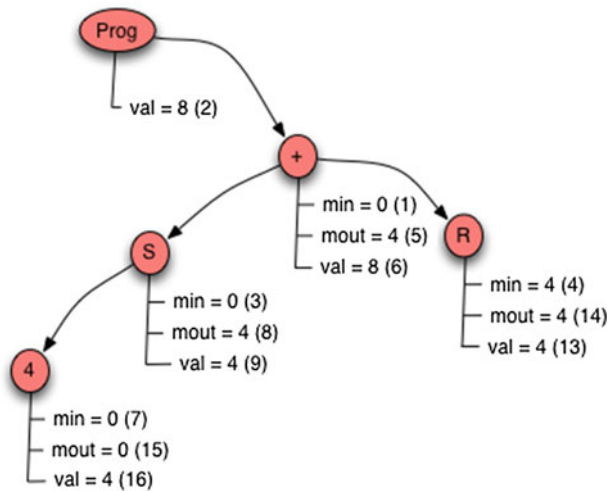 Prog
val = 8 (2)
+
min = 0 (1)
mout = 4 (5)
val = 8 (6)
R
min = 4 (4)
mout = 4 (14)
val = 4 (13)
S
min = 0 (3)
mout = 4 (8)
val = 4 (9)
4
min = 0 (7)
mout = 0 (15)
val = 4 (16)